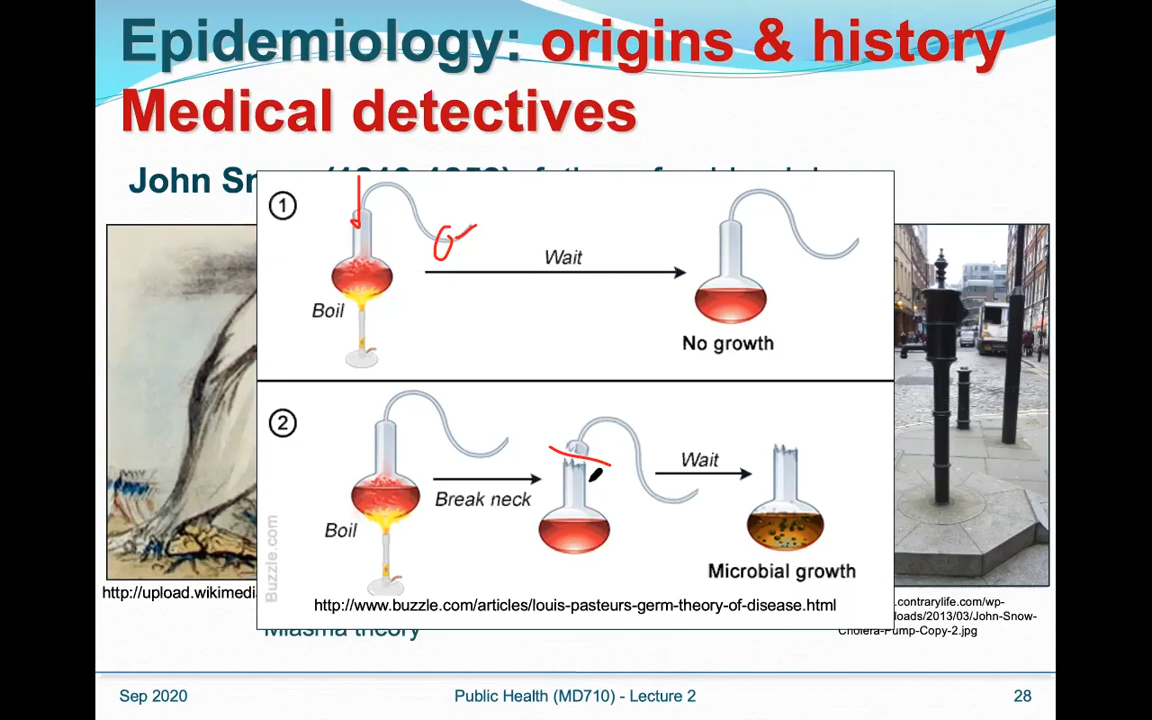 Epidemiology: origins & history
Medical detectives
John
①
Wait
Boil
No growth
②
Wait
Break neck
Boil
Microbial growth
Buzzle.com
http://www.buzzle.com/articles/louis-pasteurs-germ-theory-of-disease.html
http://upload.wikimedia
.contrarylife.com/wp-
loads/2013/03/John-Snow-
Cholera-Pump-Copy-2.jpg
Miasma theory
Sep 2020
Public Health (MD710) - Lecture 2
28